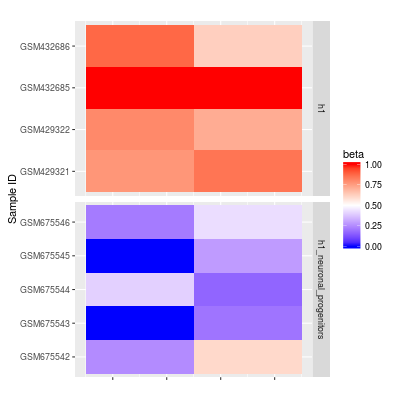 GSM432686
GSM432685
GSM429322
GSM429321
h1
GSM675546
GSM675545
GSM675544
GSM675543
GSM675542
h1_neuronal_progenitors
Sample ID
beta
1.00
0.75
0.50
0.25
0.00